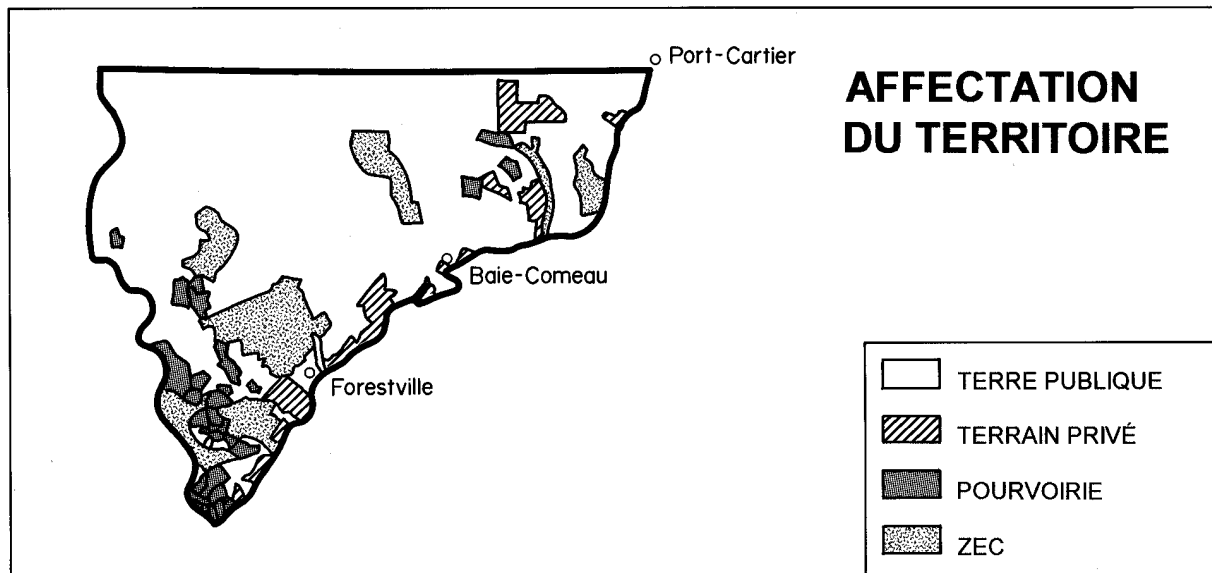 Port-Cartier
AFFECTATION
DU TERRITOIRE
Baie-Comeau
Forestville
TERRE PUBLIQUE
TERRAIN PRIVÉ
POURVOIRIE
ZEC